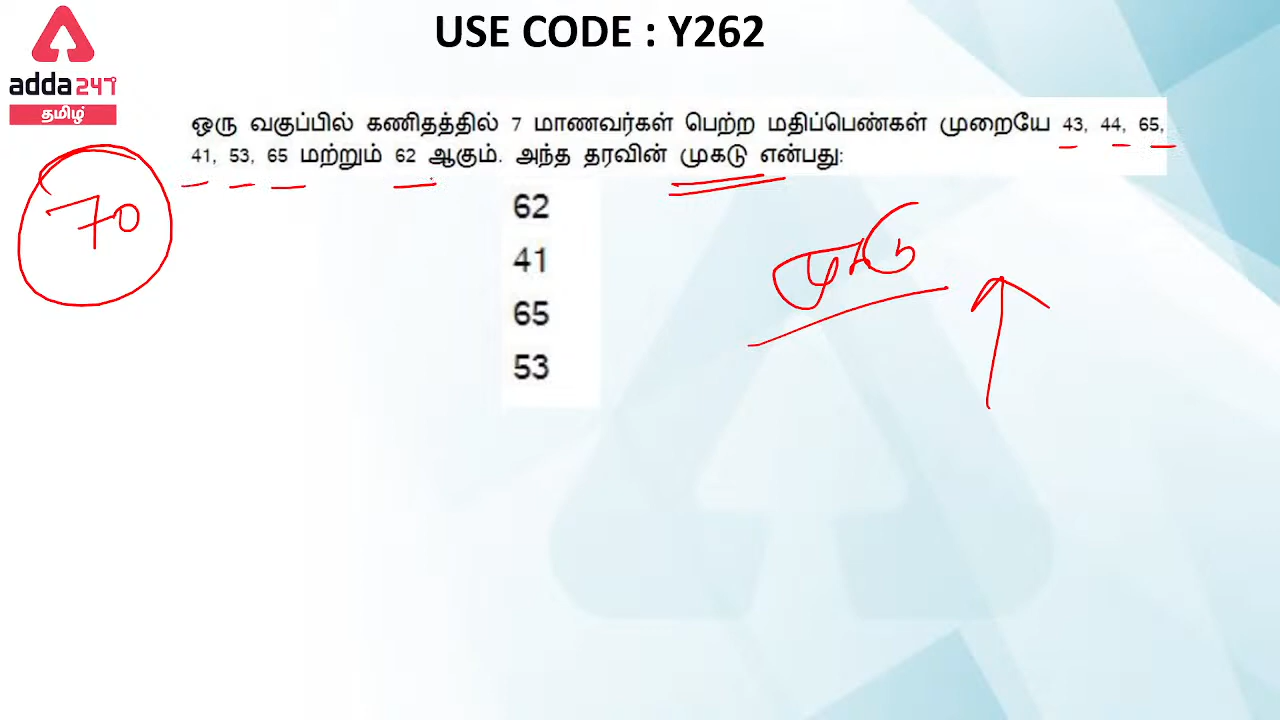 USE CODE : Y262
adda247
தமிழ்
ஒரு வகுப்பில் கணிதத்தில் 7 மாணவர்கள் பெற்ற மதிப்பெண்கள் முறையே 43, 44, 65,
41, 53, 65 மற்றும் 62 ஆகும். அந்த தரவின் முகடு என்பது:
70
62
முகடு
41
65
53